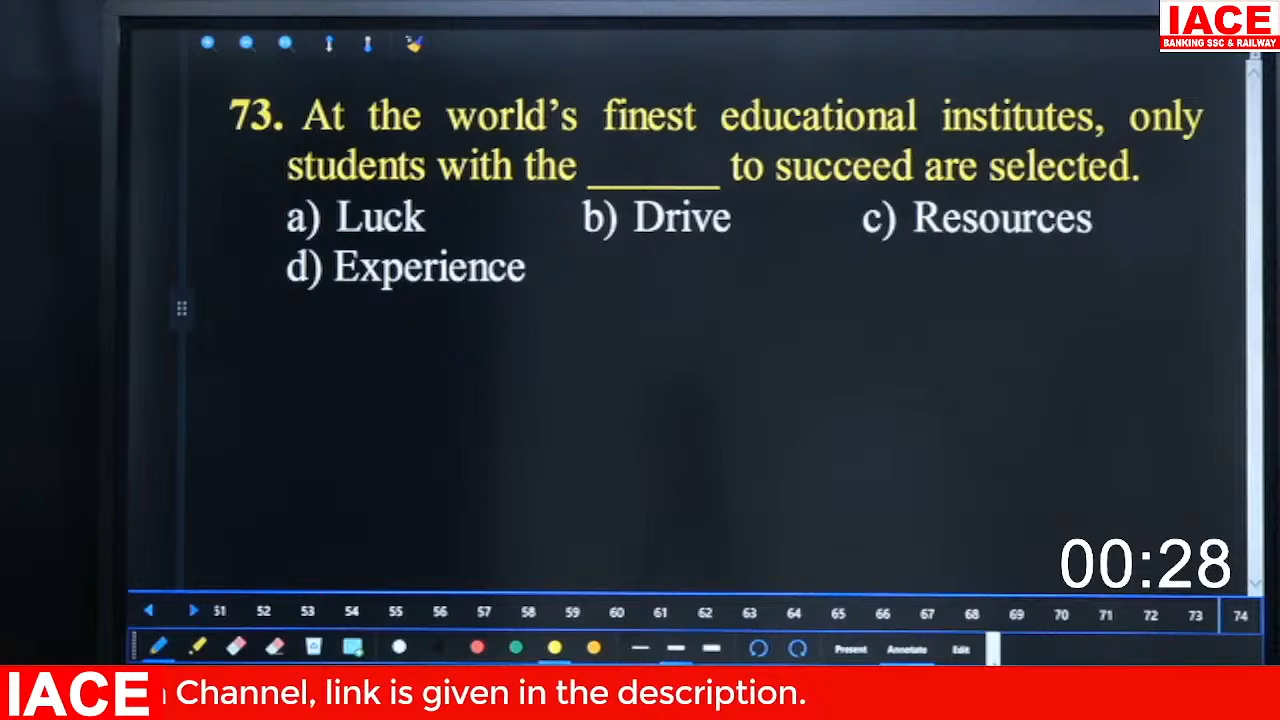 IACE
BANKING SSC & RAILWAY
73. At the world's finest educational institutes, only
students with the ______ to succeed are selected.
a) Luck b) Drive c) Resources
d) Experience
00:28
51 52 53 54 55 56 57 58 59 60 61 62 63 64 65 66 67 68 69 70 71 72 73 74
Present Annotate Edit
IACE Channel, link is given in the description.